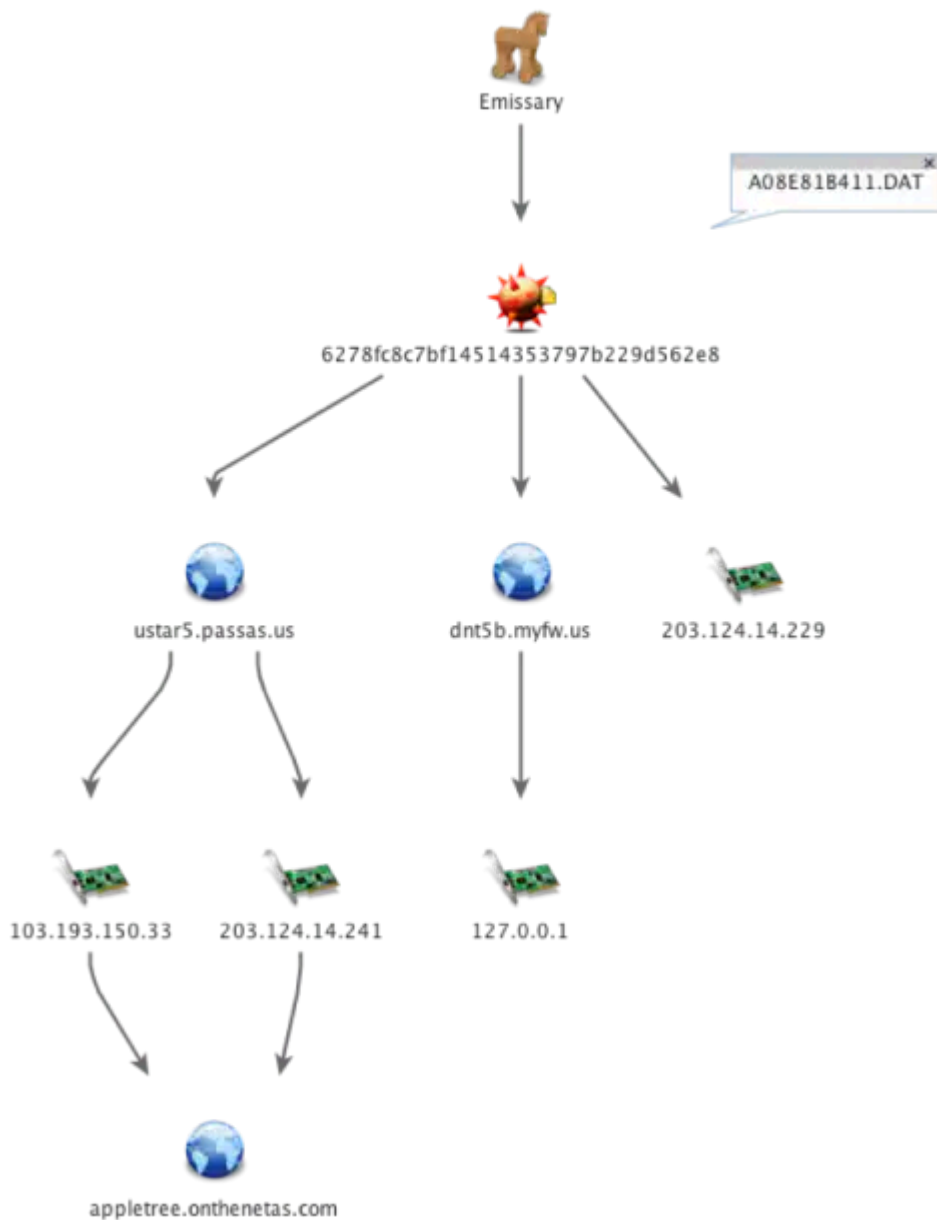 Emissary
A08E81B411.DAT
6278fc8c7bf14514353797b229d562e8
ustar5.passas.us
dnt5b.myfw.us
203.124.14.229
103.193.150.33
203.124.14.241
127.0.0.1
appletree.onthenetas.com